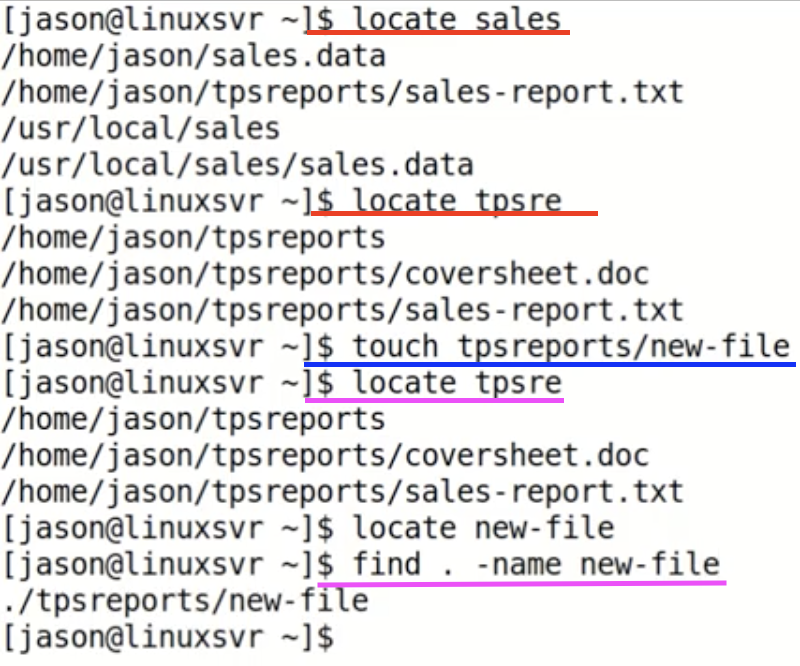 [jason@linuxsvr ~]$ locate sales
/home/jason/sales.data
/home/jason/tpsreports/sales-report.txt
/usr/local/sales
/usr/local/sales/sales.data
[jason@linuxsvr ~]$ locate tpsre
/home/jason/tpsreports
/home/jason/tpsreports/coversheet.doc
/home/jason/tpsreports/sales-report.txt
[jason@linuxsvr ~]$ touch tpsreports/new-file
[jason@linuxsvr ~]$ locate tpsre
/home/jason/tpsreports
/home/jason/tpsreports/coversheet.doc
/home/jason/tpsreports/sales-report.txt
[jason@linuxsvr ~]$ locate new-file
[jason@linuxsvr ~]$ find . -name new-file
./tpsreports/new-file
[jason@linuxsvr ~]$